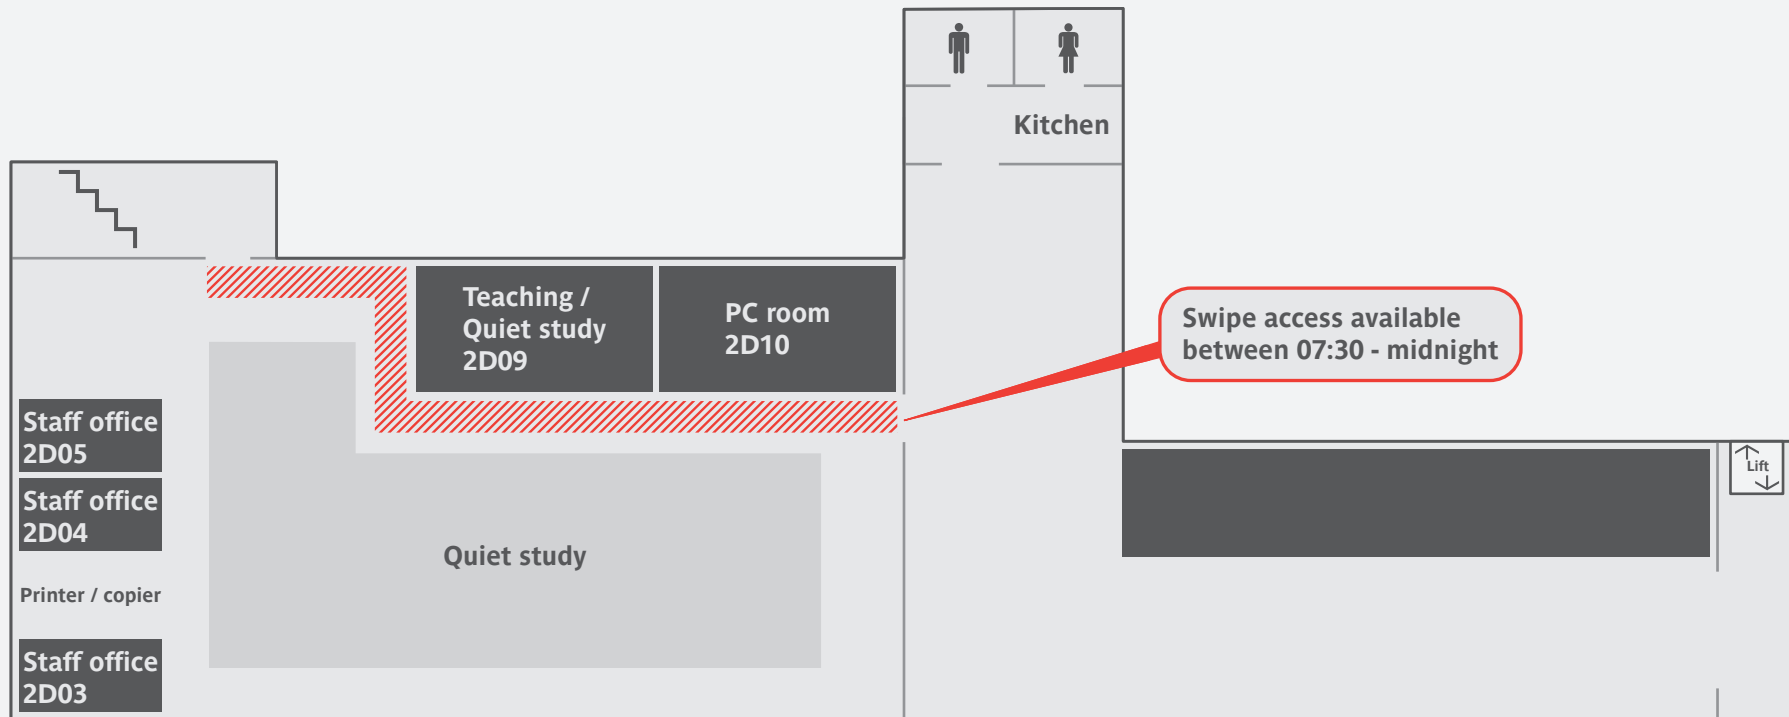 Kitchen
Teaching /
Quiet study
2D09
PC room
2D10
Swipe access available
between 07:30 - midnight
Staff office
2D05
Staff office
2D04
Lift
Quiet study
Printer / copier
Staff office
2D03